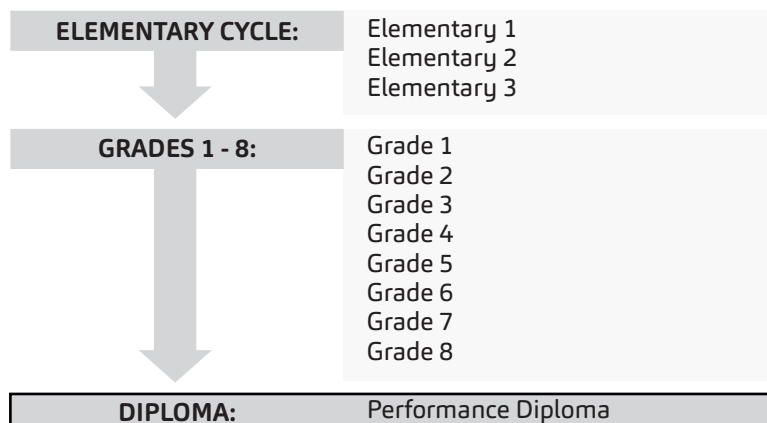 ELEMENTARY CYCLE: Elementary 1
Elementary 2
Elementary 3
GRADES 1 - 8: Grade 1
Grade 2
Grade 3
Grade 4
Grade 5
Grade 6
Grade 7
Grade 8
DIPLOMA: Performance Diploma